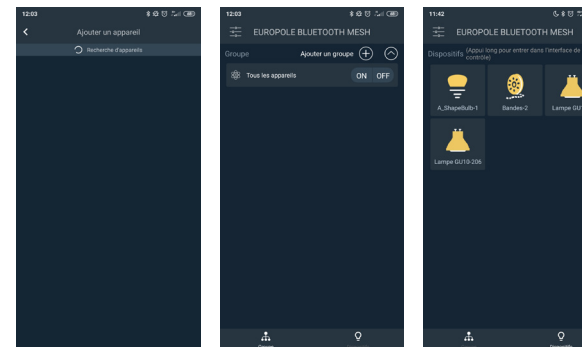 12:03
Ajouter un appareil
Recherche d'appareils
12:03
EUROPOLE BLUETOOTH MESH
Groupe
Ajouter un groupe
Tous les appareils
ON OFF
11:42
EUROPOLE BLUETOOTH MESH
Dispositifs (Appui long pour entrer dans l'interface de
contrôle)
A_ShapeBulb-1
Bandes-2
Lampe GU
Lampe GU10-206